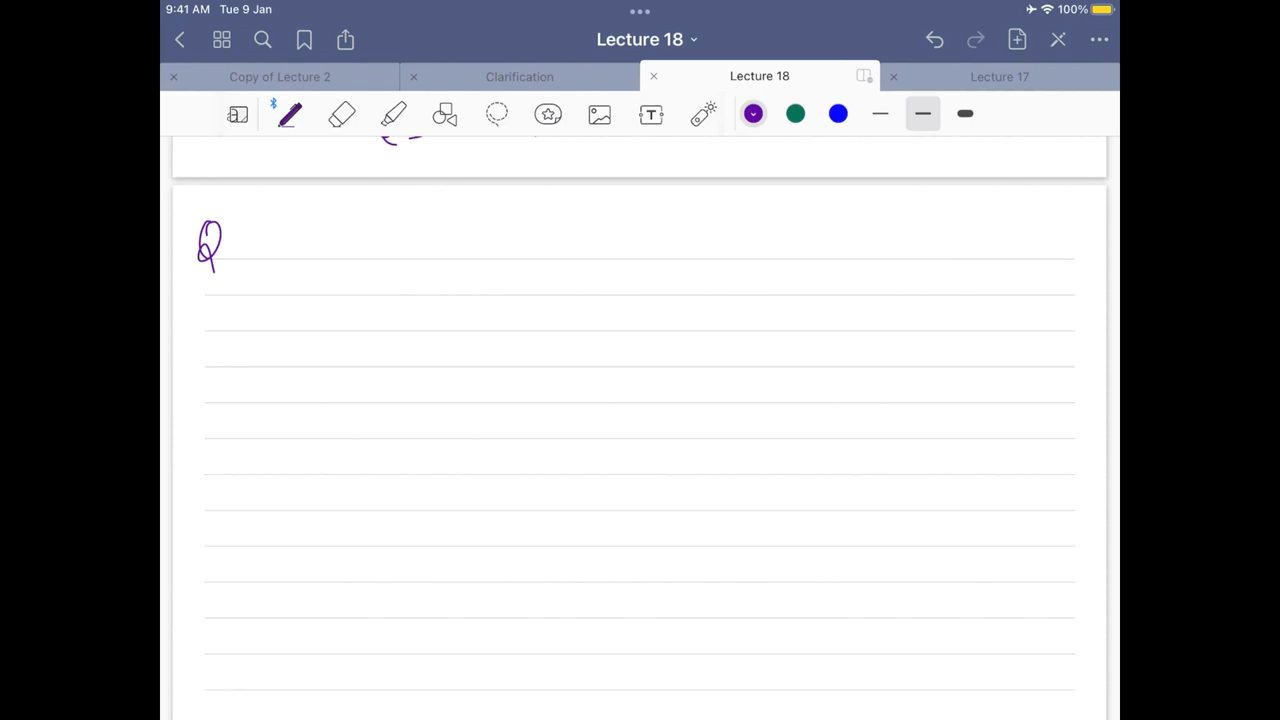 9:41 AM Tue 9 Jan 100%
Lecture 18
Copy of Lecture 2 Clarification Lecture 18 Lecture 17
T
Q